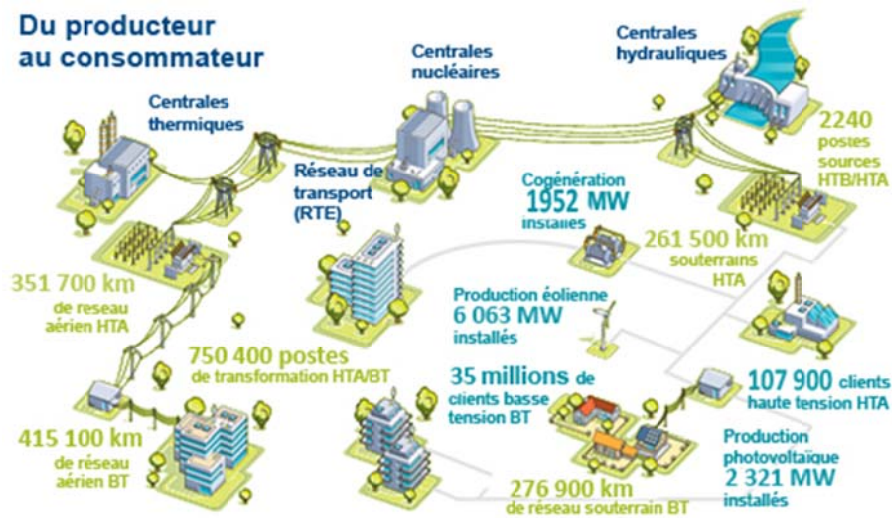 Du producteur
au consommateur
Centrales
thermiques
Centrales
nucléaires
Centrales
hydrauliques
Réseau de
transport
(RTE)
2240
postes
sources
HTB/HTA
Cogénération
1952 MW
installés
261 500 km
souterrains
HTA
351 700 km
de reseau
aérien HTA
Production éolienne
6 063 MW
installés
750 400 postes
de transformation HTA/BT
35 millions de
clients basse
tension BT
107 900 clients
haute tension HTA
415 100 km
de réseau
aérien BT
Production
photovoltaïque
2 321 MW
installés
276 900 km
de réseau souterrain BT